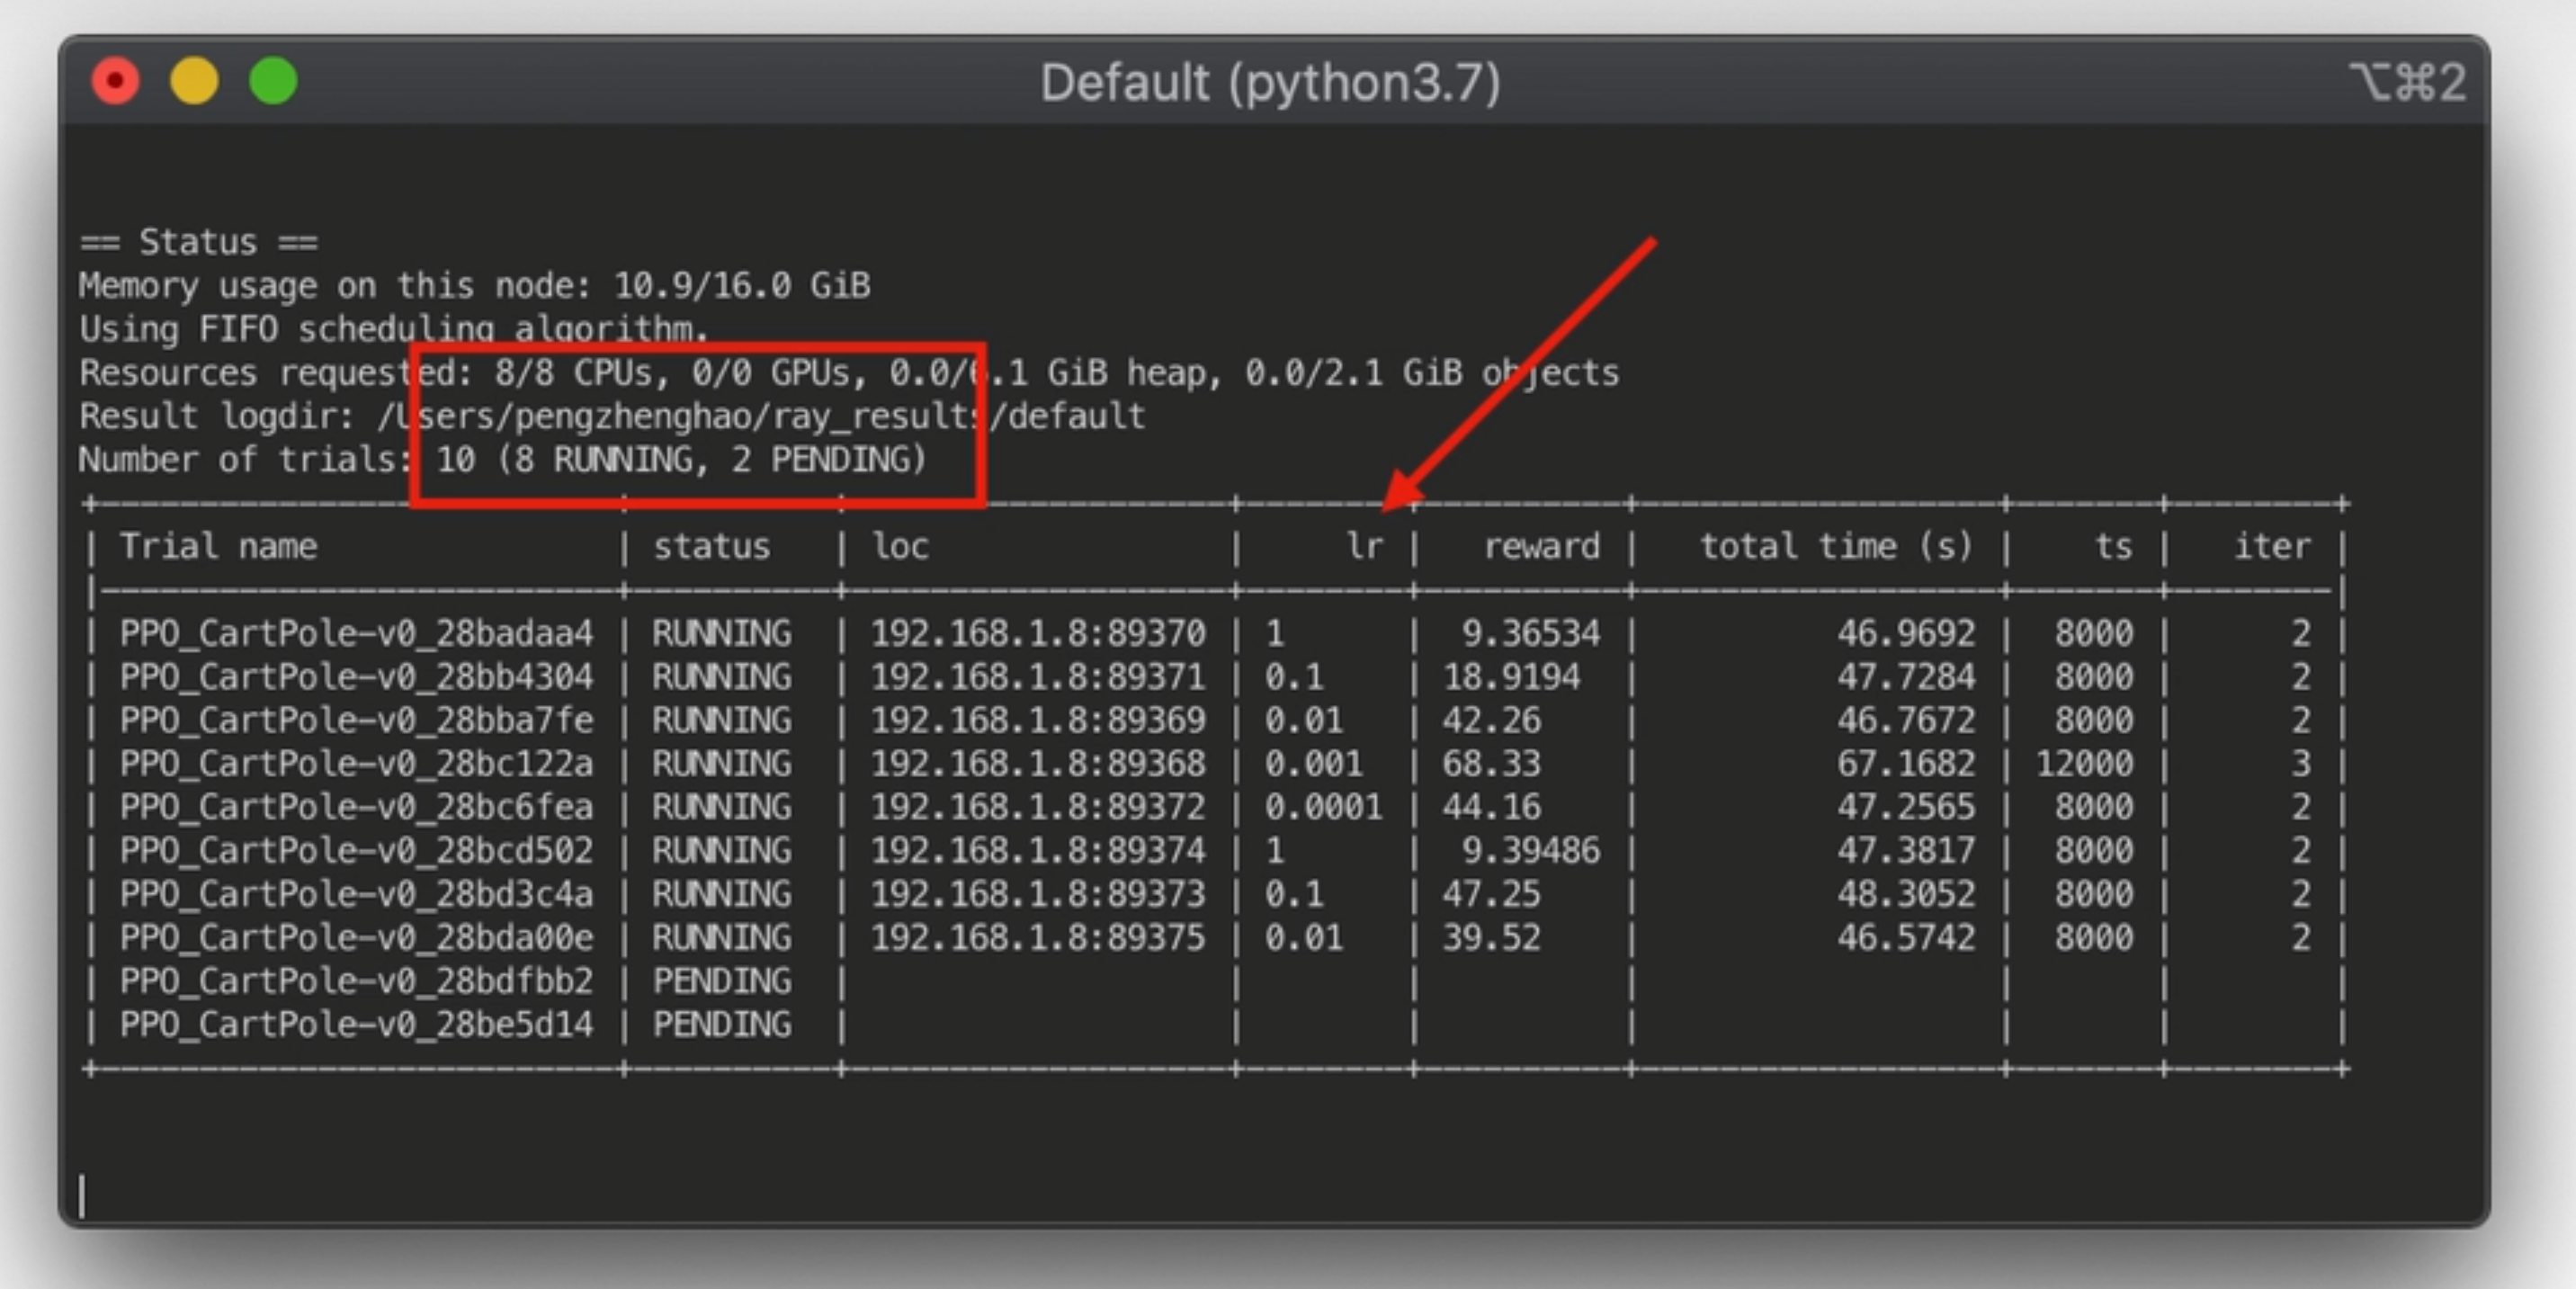 Default (python3.7) ⌥⌘2
== Status ==
Memory usage on this node: 10.9/16.0 GiB
Using FIFO scheduling algorithm.
Resources requested: 8/8 CPUs, 0/0 GPUs, 0.0/6.1 GiB heap, 0.0/2.1 GiB objects
Result logdir: /Users/pengzhenghao/ray_results/default
Number of trials: 10 (8 RUNNING, 2 PENDING)
| Trial name | status | loc | lr | reward | total time (s) | ts | iter |
| PPO_CartPole-v0_28badaa4 | RUNNING | 192.168.1.8:89370 | 1 | 9.36534 | 46.9692 | 8000 | 2 |
| PPO_CartPole-v0_28bb4304 | RUNNING | 192.168.1.8:89371 | 0.1 | 18.9194 | 47.7284 | 8000 | 2 |
| PPO_CartPole-v0_28bba7fe | RUNNING | 192.168.1.8:89369 | 0.01 | 42.26 | 46.7672 | 8000 | 2 |
| PPO_CartPole-v0_28bc122a | RUNNING | 192.168.1.8:89368 | 0.001 | 68.33 | 67.1682 | 12000 | 3 |
| PPO_CartPole-v0_28bc6fea | RUNNING | 192.168.1.8:89372 | 0.0001 | 44.16 | 47.2565 | 8000 | 2 |
| PPO_CartPole-v0_28bcd502 | RUNNING | 192.168.1.8:89374 | 1 | 9.39486 | 47.3817 | 8000 | 2 |
| PPO_CartPole-v0_28bd3c4a | RUNNING | 192.168.1.8:89373 | 0.1 | 47.25 | 48.3052 | 8000 | 2 |
| PPO_CartPole-v0_28bda00e | RUNNING | 192.168.1.8:89375 | 0.01 | 39.52 | 46.5742 | 8000 | 2 |
| PPO_CartPole-v0_28bdfbb2 | PENDING | | | | | | |
| PPO_CartPole-v0_28be5d14 | PENDING | | | | | | |